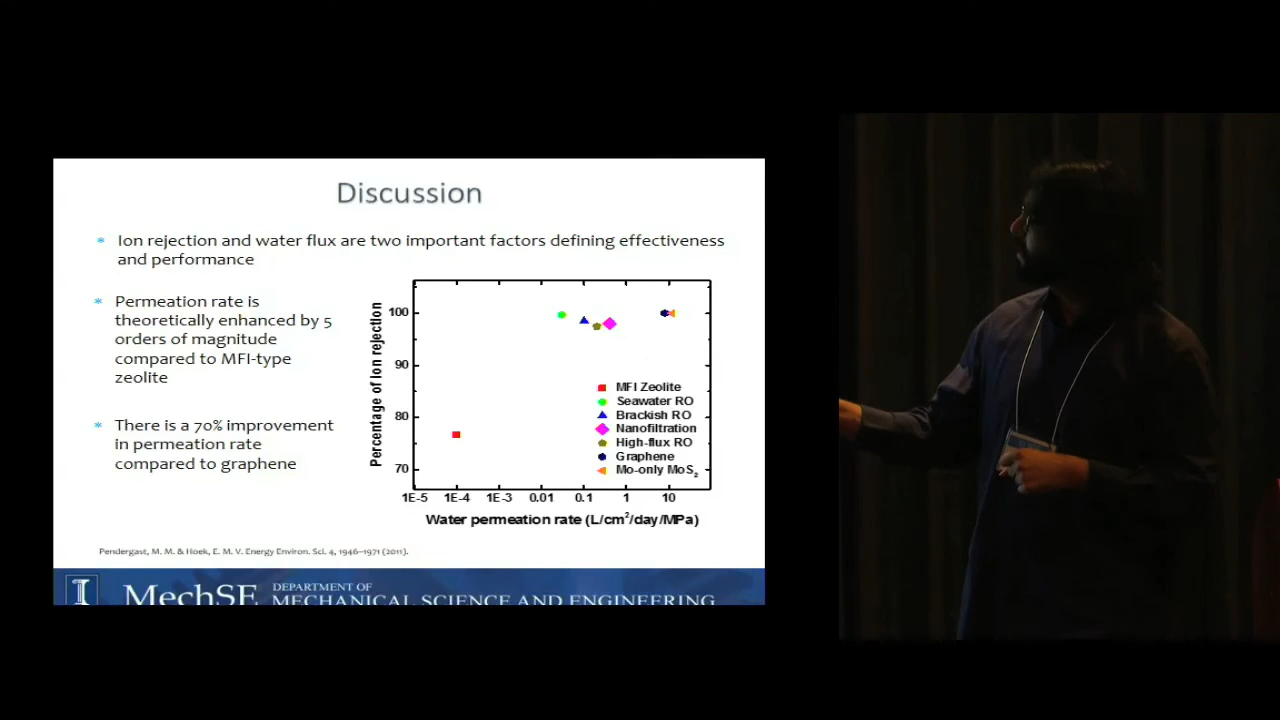 Discussion
* Ion rejection and water flux are two important factors defining effectiveness
and performance
* Permeation rate is
theoretically enhanced by 5
orders of magnitude
compared to MFI-type
zeolite
* There is a 70% improvement
in permeation rate
compared to graphene
Percentage of ion rejection
100
90
80
70
MFI Zeolite
Seawater RO
Brackish RO
Nanofiltration
High-flux RO
Graphene
Mo-only MoS2
1E-5 1E-4 1E-3 0.01 0.1 1 10
Water permeation rate (L/cm²/day/MPa)
Pendergast, M. M. & Hoek, E. M. V. Energy Environ. Sci. 4, 1946–1971 (2011).
I
MechSE
DEPARTMENT OF
MECHANICAL SCIENCE AND ENGINEERING